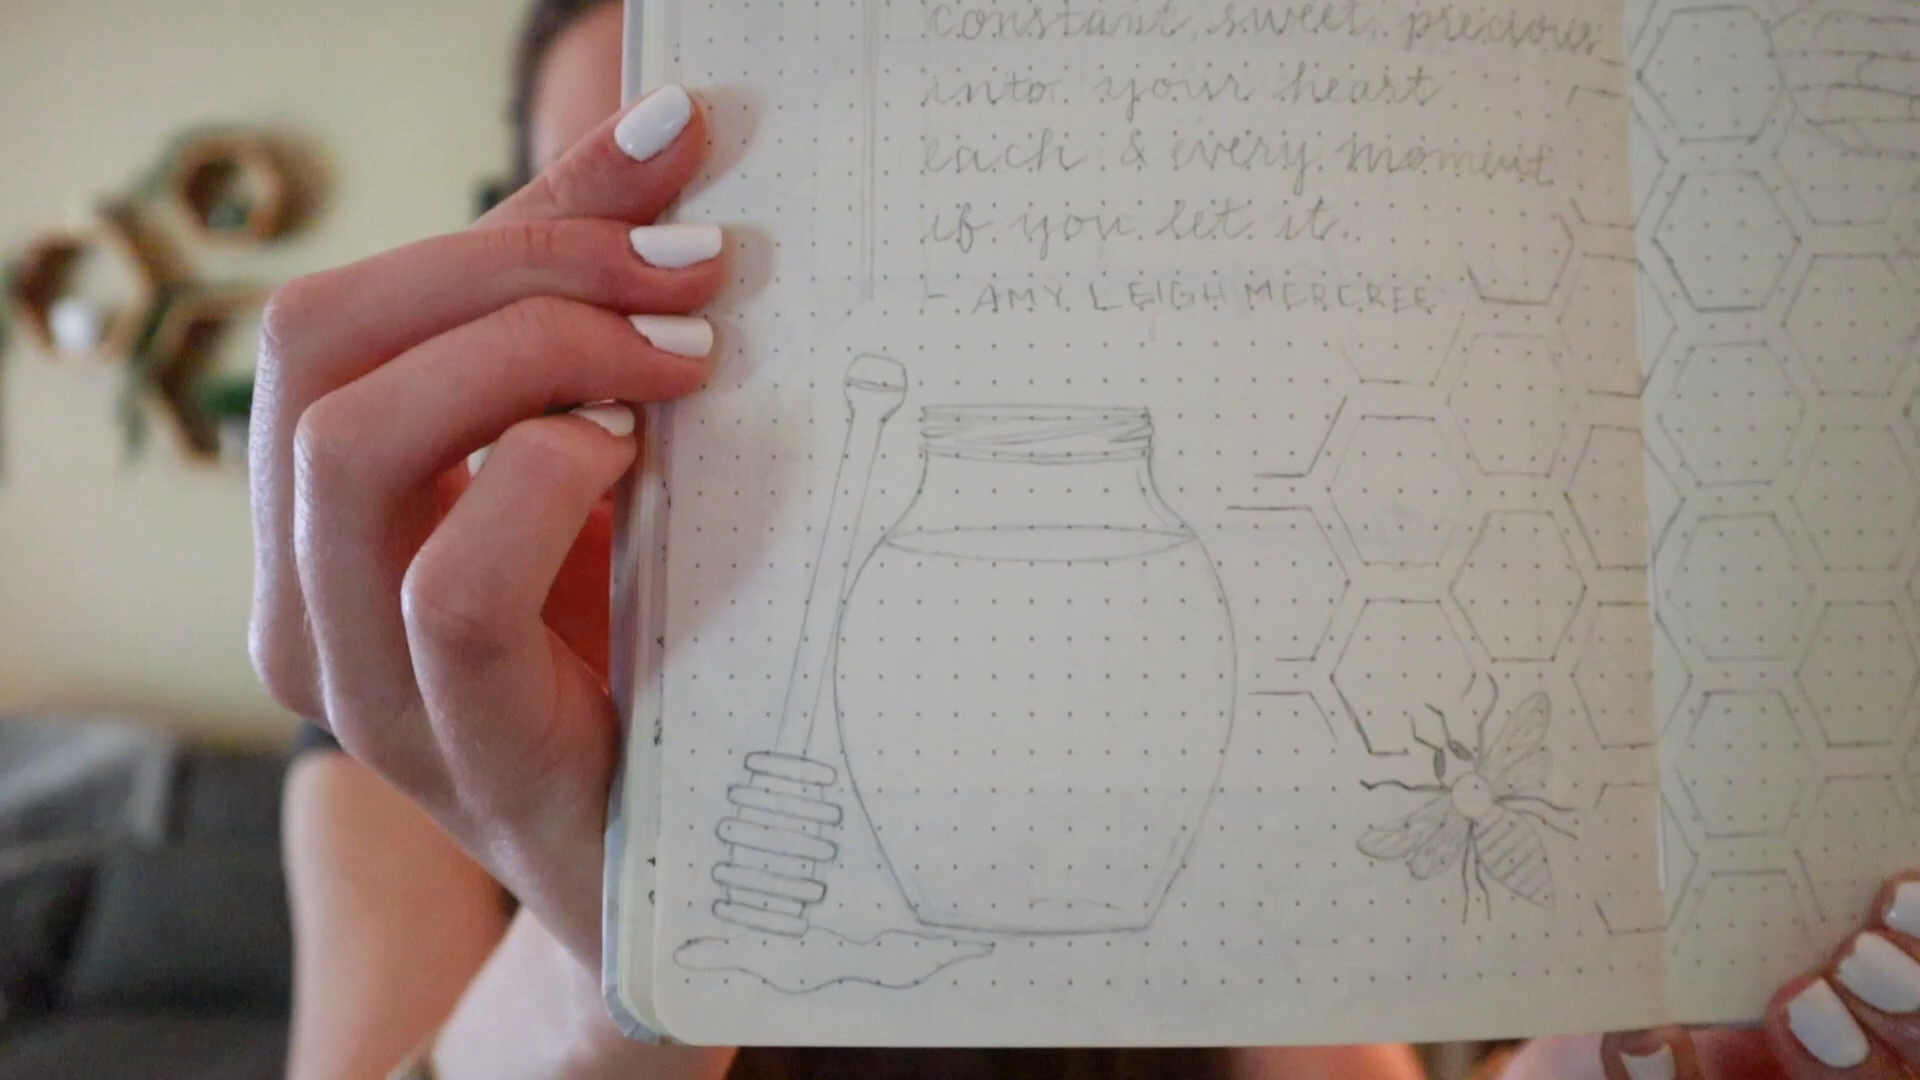 constant, sweet, precious
into your heart
each & every moment
if you let it.
- AMY LEIGH MERCREE